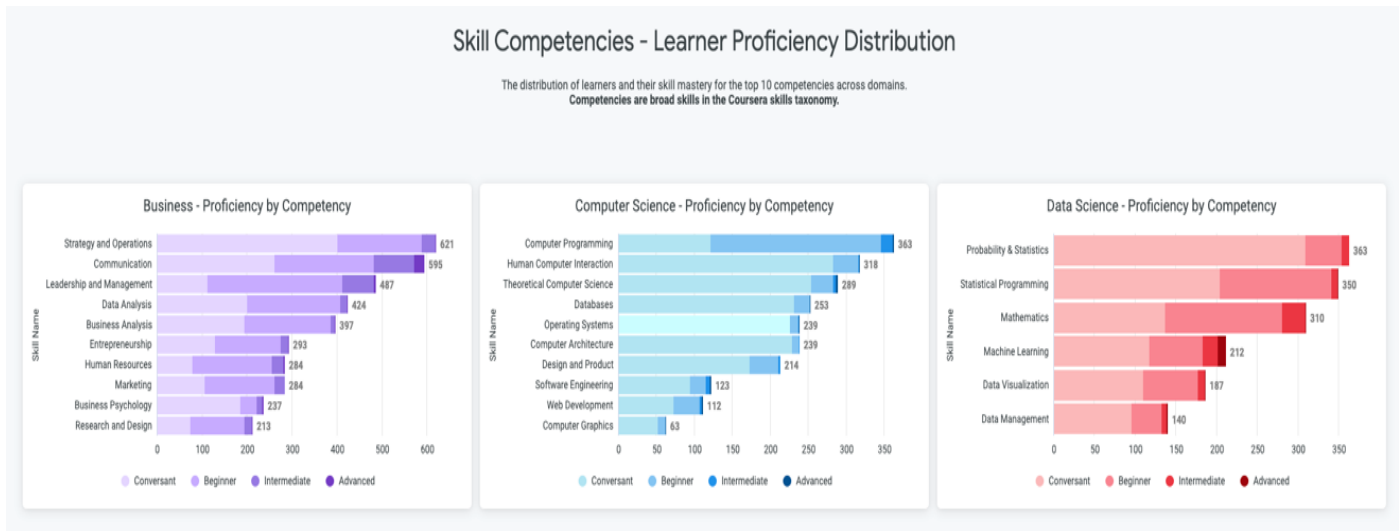 Skill Competencies - Learner Proficiency Distribution
The distribution of learners and their skill mastery for the top 10 competencies across domains.
Competencies are broad skills in the Coursera skills taxonomy.
Business - Proficiency by Competency
Skill Name
Strategy and Operations 621
Communication 595
Leadership and Management 487
Data Analysis 424
Business Analysis 397
Entrepreneurship 293
Human Resources 284
Marketing 284
Business Psychology 237
Research and Design 213
0 100 200 300 400 500 600
Conversant Beginner Intermediate Advanced
Computer Science - Proficiency by Competency
Skill Name
Computer Programming 363
Human Computer Interaction 318
Theoretical Computer Science 289
Databases 253
Operating Systems 239
Computer Architecture 239
Design and Product 214
Software Engineering 123
Web Development 112
Computer Graphics 63
0 50 100 150 200 250 300 350
Conversant Beginner Intermediate Advanced
Data Science - Proficiency by Competency
Skill Name
Probability & Statistics 363
Statistical Programming 350
Mathematics 310
Machine Learning 212
Data Visualization 187
Data Management 140
0 50 100 150 200 250 300 350
Conversant Beginner Intermediate Advanced